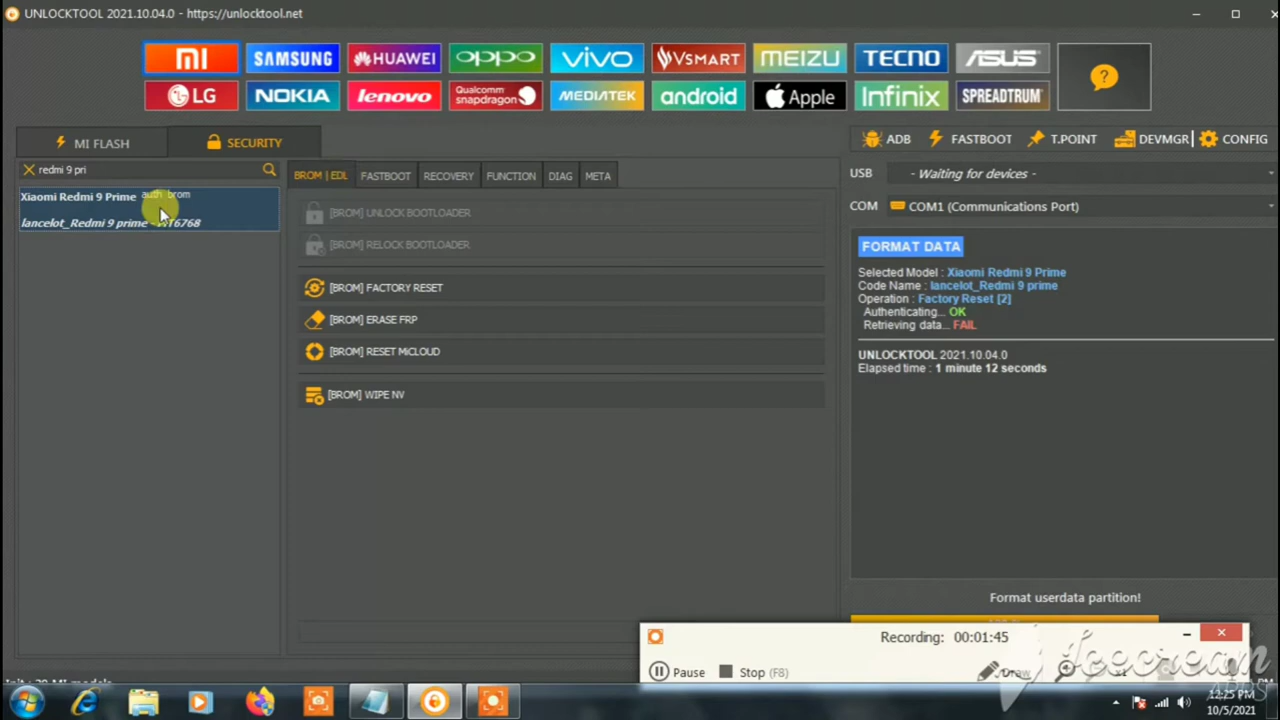 UNLOCKTOOL 2021.10.04.0 - https://unlocktool.net
MI SAMSUNG HUAWEI OPPO VIVO VSMART MEIZU TECNO ASUS ?
LG NOKIA lenovo Qualcomm snapdragon MEDIATEK android Apple Infinix SPREADTRUM
MI FLASH SECURITY ADB FASTBOOT T.POINT DEVMGR CONFIG
redmi 9 pri
BROM | EDL FASTBOOT RECOVERY FUNCTION DIAG META
USB - Waiting for devices -
Xiaomi Redmi 9 Prime auth brom
lancelot_Redmi 9 prime
COM COM1 (Communications Port)
[BROM] UNLOCK BOOTLOADER
[BROM] RELOCK BOOTLOADER
[BROM] FACTORY RESET
[BROM] ERASE FRP
[BROM] RESET MiCLOUD
[BROM] WIPE NV
FORMAT DATA
Selected Model : Xiaomi Redmi 9 Prime
Code Name : lancelot_Redmi 9 prime
Operation : Factory Reset [2]
Authenticating... OK
Retrieving data... FAIL
UNLOCKTOOL 2021.10.04.0
Elapsed time : 1 minute 12 seconds
Format userdata partition!
Recording: 00:01:45
Pause Stop (F8) Draw
Icecream
APPS
12:25 PM
10/5/2021